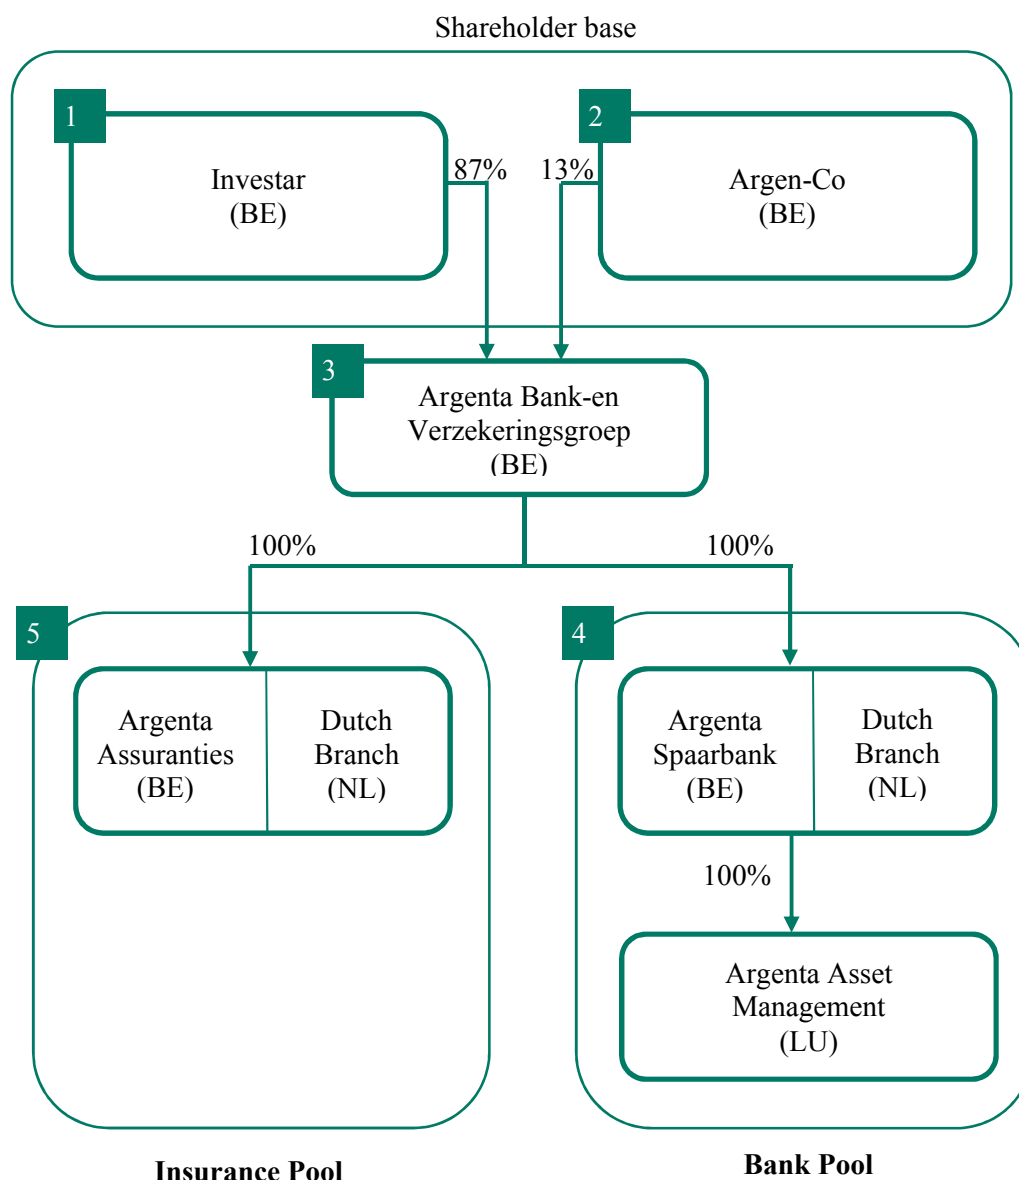 Shareholder base
1
2
Investar
(BE)
87%
13%
Argen-Co
(BE)
3
Argenta Bank-en
Verzekeringsgroep
(BE)
100%
100%
5
4
Argenta
Assuranties
(BE)
Dutch
Branch
(NL)
Argenta
Spaarbank
(BE)
Dutch
Branch
(NL)
100%
Argenta Asset
Management
(LU)
Insurance Pool
Bank Pool